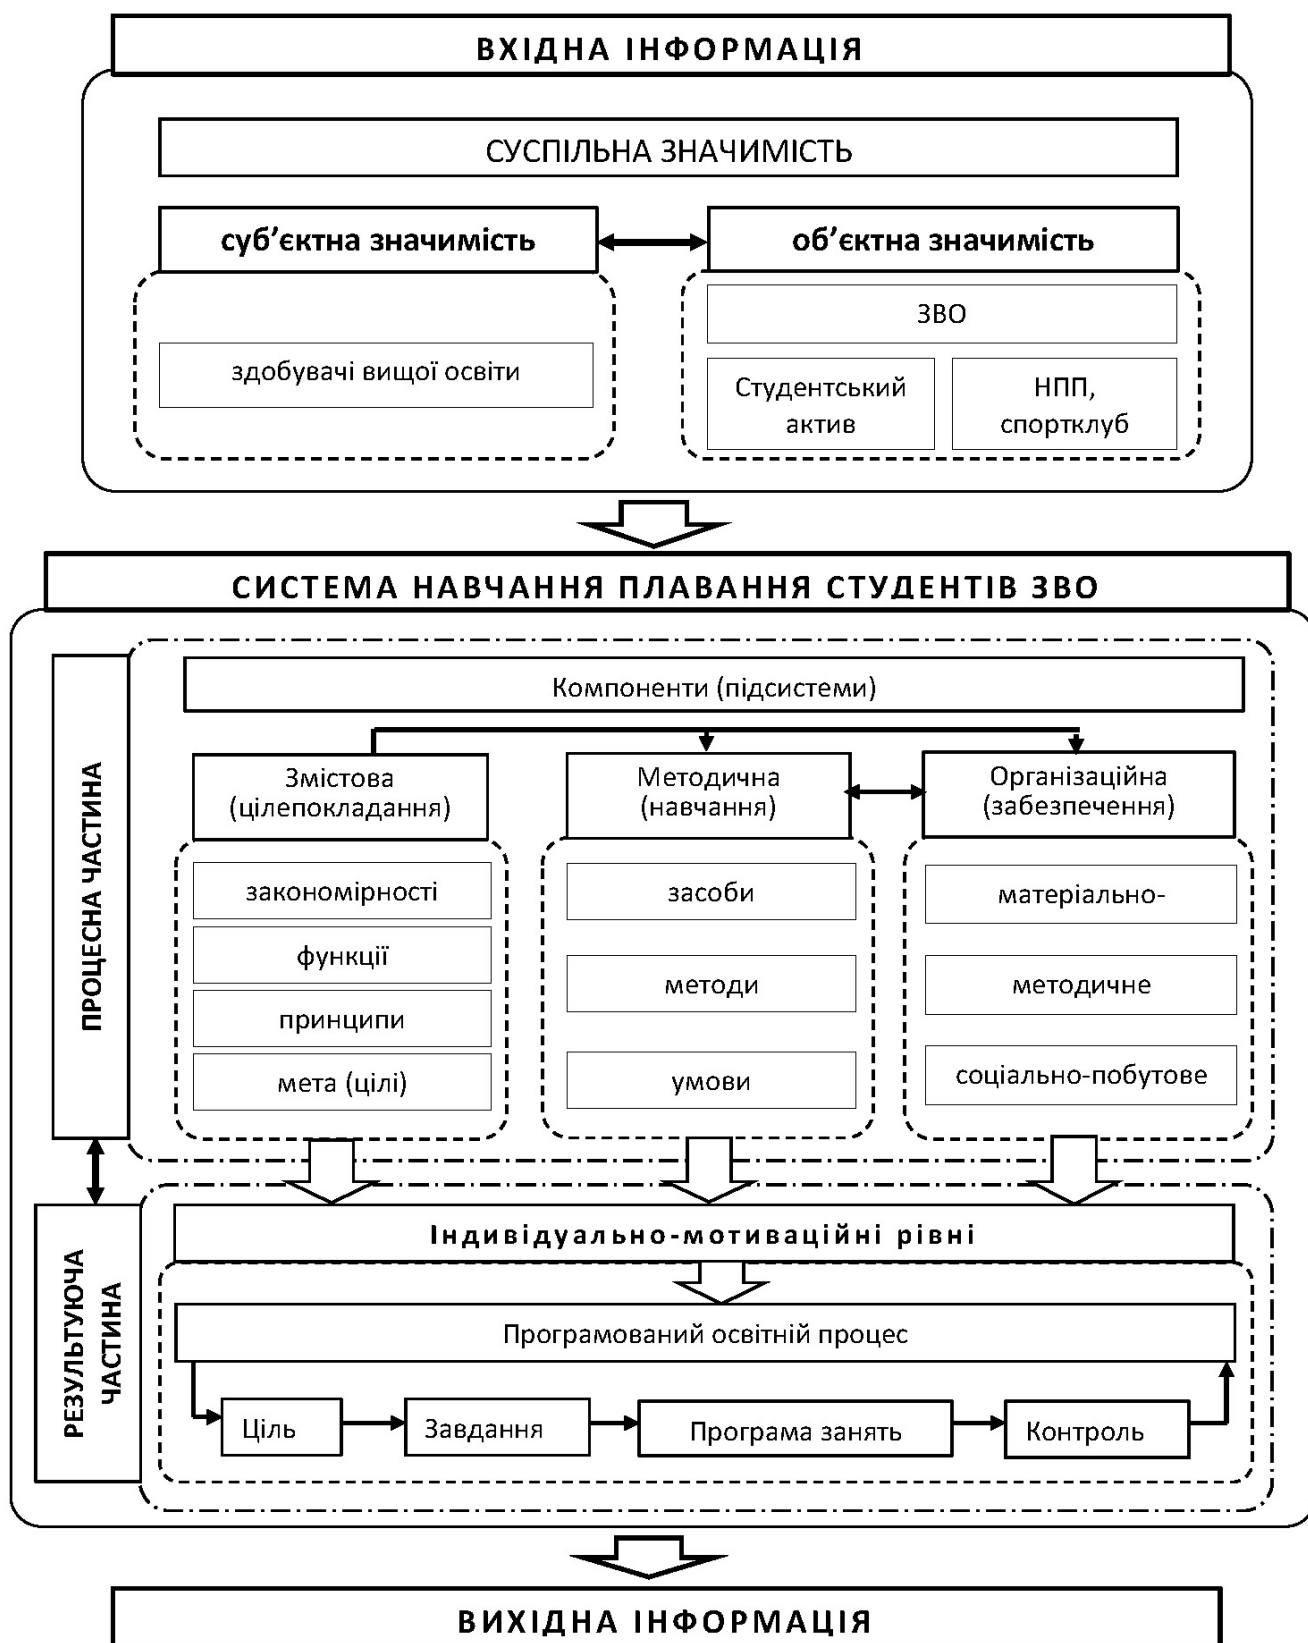 ВХІДНА ІНФОРМАЦІЯ
СУСПІЛЬНА ЗНАЧИМІСТЬ
суб’єктна значимість
об’єктна значимість
здобувачі вищої освіти
ЗВО
Студентський
актив
НПП,
спортклуб
СИСТЕМА НАВЧАННЯ ПЛАВАННЯ СТУДЕНТІВ ЗВО
ПРОЦЕСНА ЧАСТИНА
Компоненти (підсистеми)
Змістова
(цілепокладання)
Методична
(навчання)
Організаційна
(забезпечення)
закономірності
функції
принципи
мета (цілі)
засоби
методи
умови
матеріально-
методичне
соціально-побутове
РЕЗУЛЬТУЮЧА
ЧАСТИНА
Індивідуально-мотиваційні рівні
Програмований освітній процес
Ціль
Завдання
Програма занять
Контроль
ВИХІДНА ІНФОРМАЦІЯ